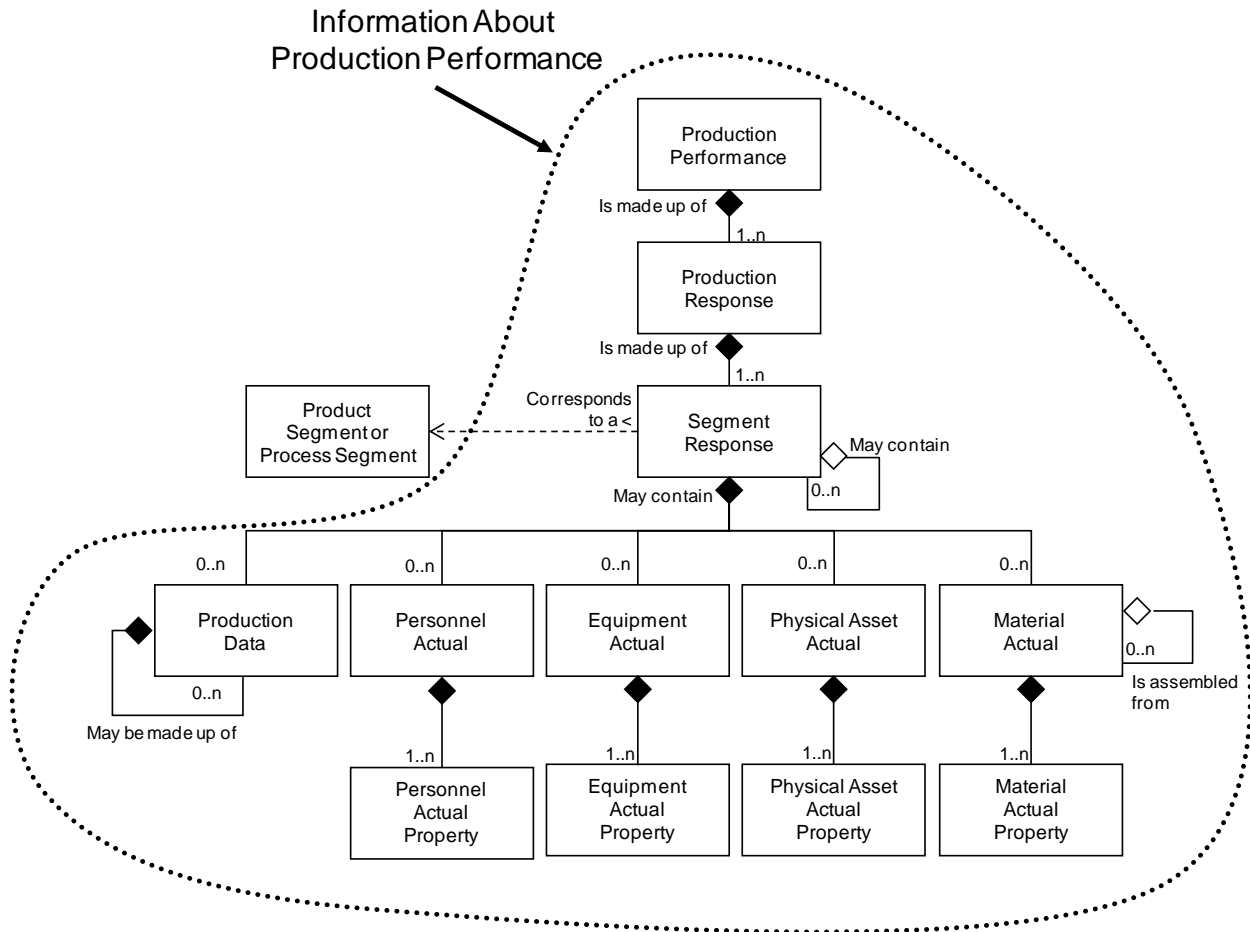 Information About
Production Performance
Production
Performance
Is made up of
1..n
Production
Response
Is made up of
1..n
Product
Segment or
Process Segment
Corresponds
to a <
Segment
Response
May contain
0..n
May contain
0..n
0..n
0..n
0..n
0..n
Production
Data
Personnel
Actual
Equipment
Actual
Physical Asset
Actual
Material
Actual
0..n
0..n
Is assembled
from
May be made up of
1..n
1..n
1..n
1..n
Personnel
Actual
Property
Equipment
Actual
Property
Physical Asset
Actual
Property
Material
Actual
Property